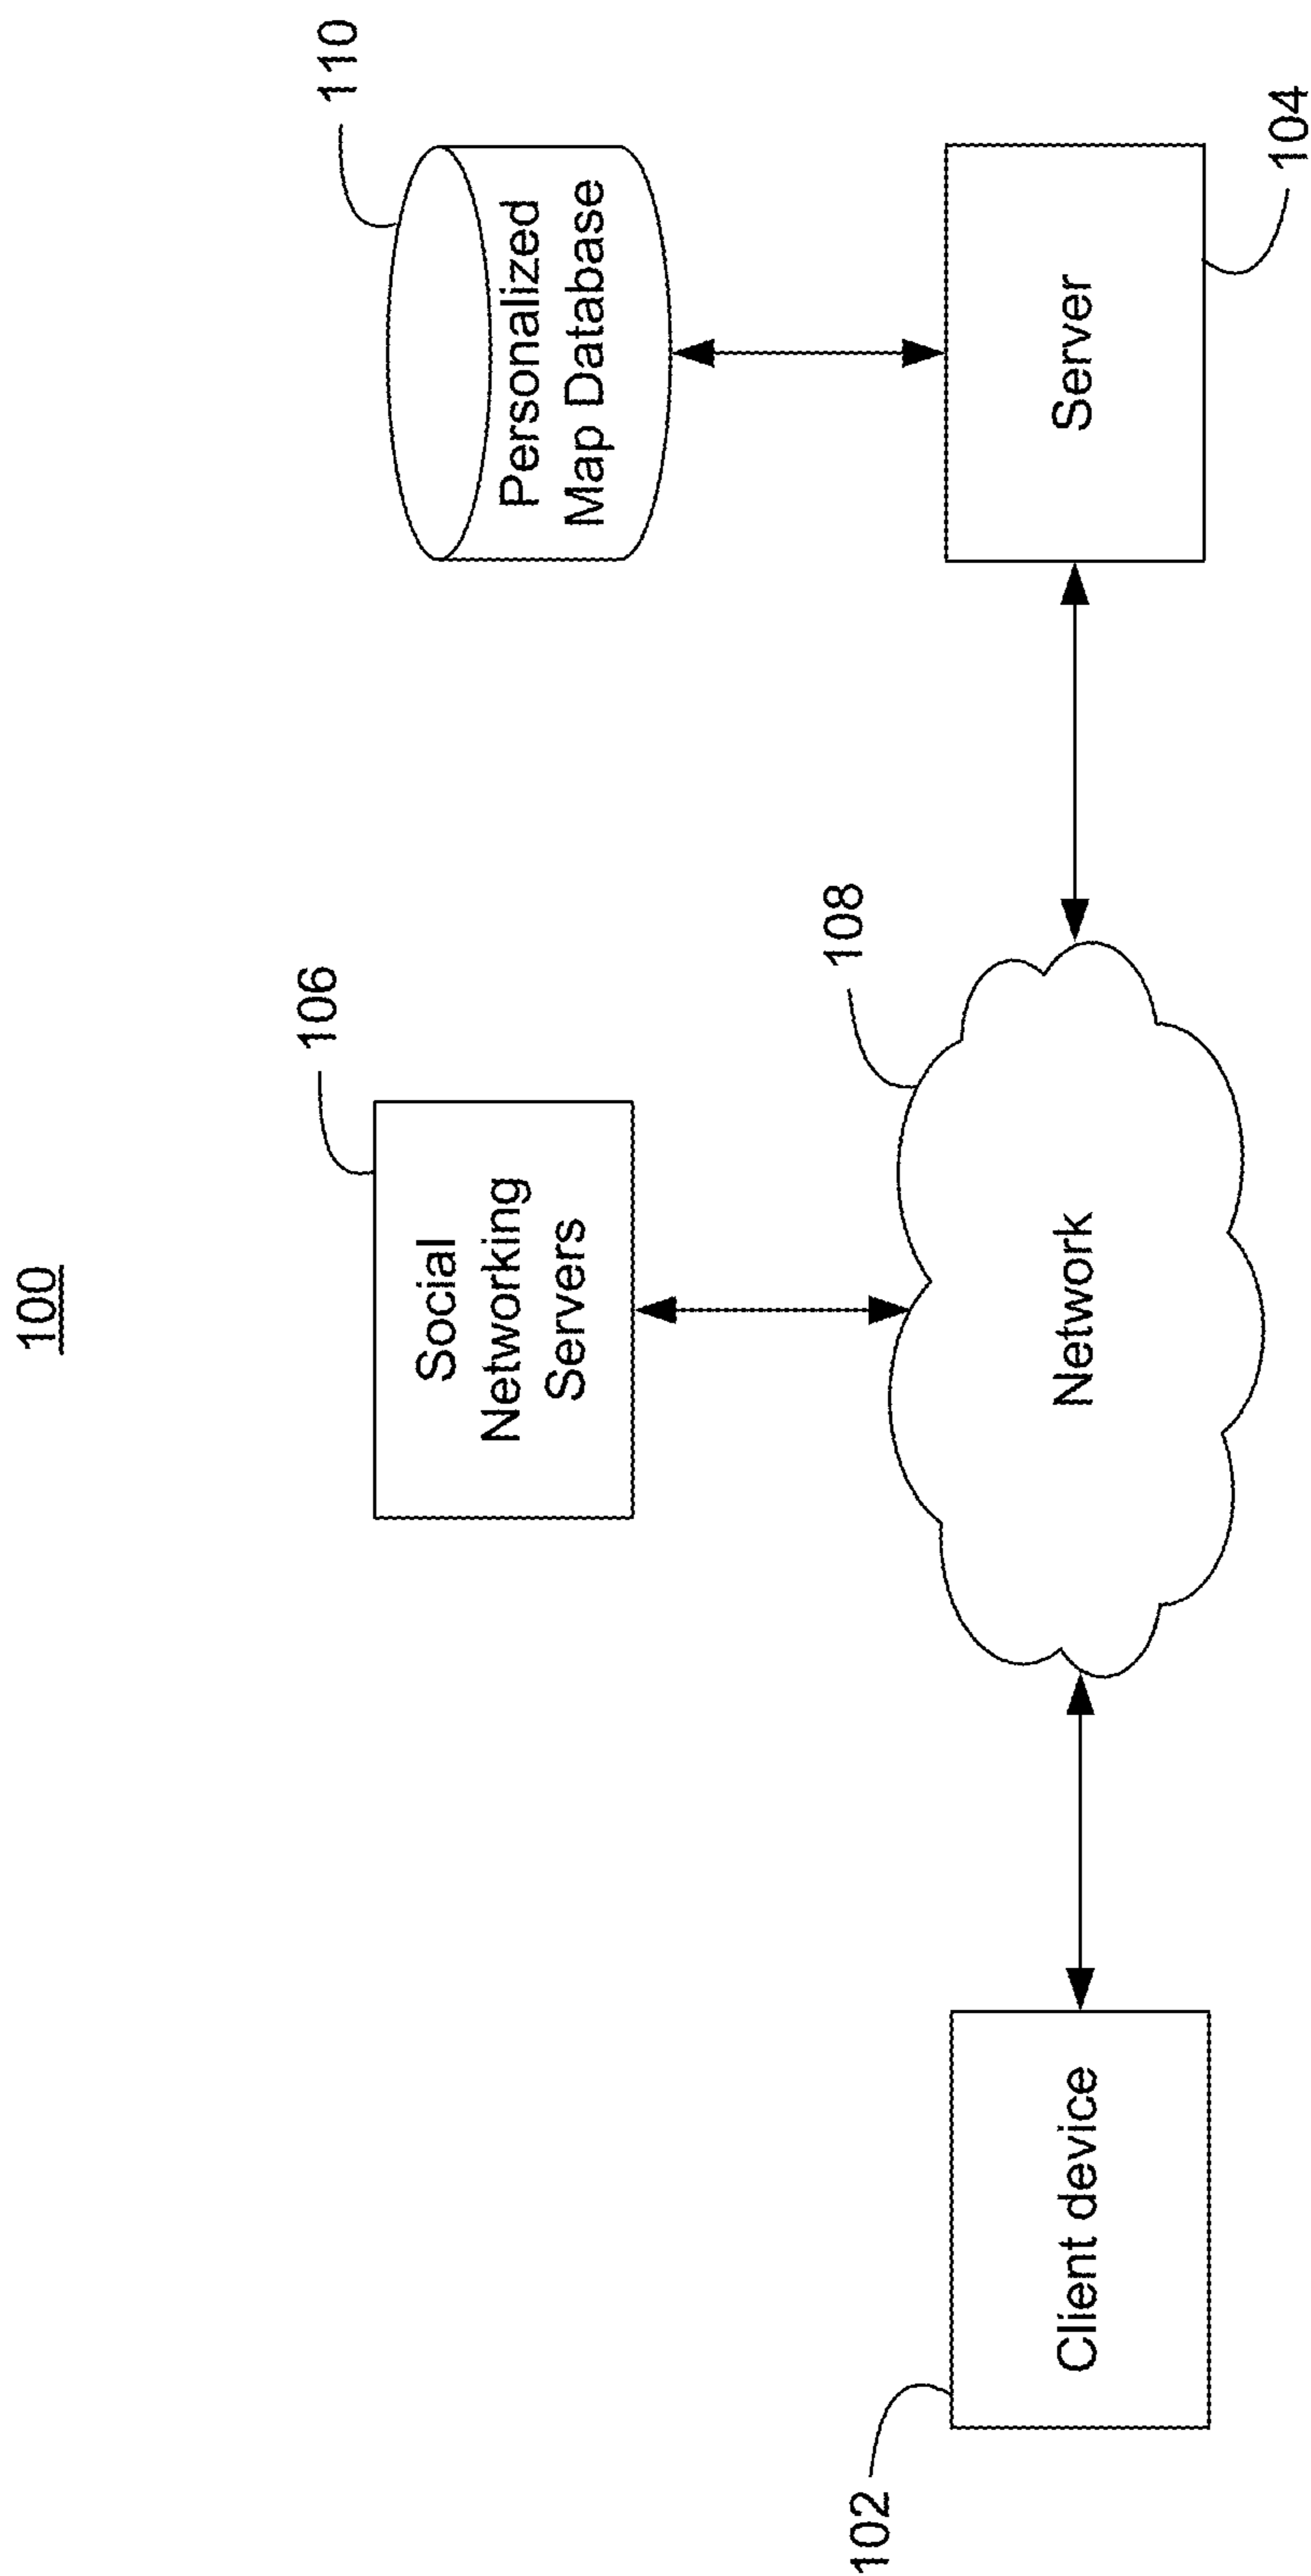 100
106
Social
Networking
Servers
110
Personalized
Map Database
108
102
Client device
Network
Server
104